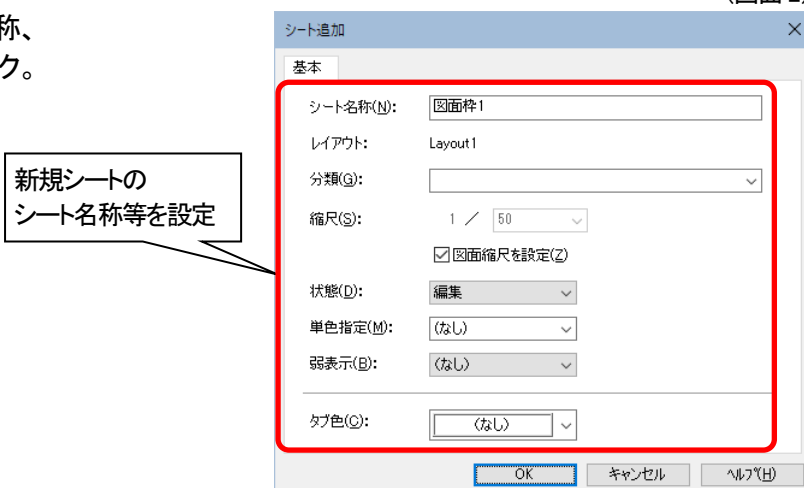 称、
ク。
シート追加
基本
シート名称(N): 図面枠1
レイアウト: Layout1
分類(G):
縮尺(S): 1 ／ 50
図面縮尺を設定(Z)
状態(D): 編集
単色指定(M): (なし)
弱表示(B): (なし)
タブ色(C): (なし)
OK キャンセル ヘルプ(H)
新規シートの
シート名称等を設定